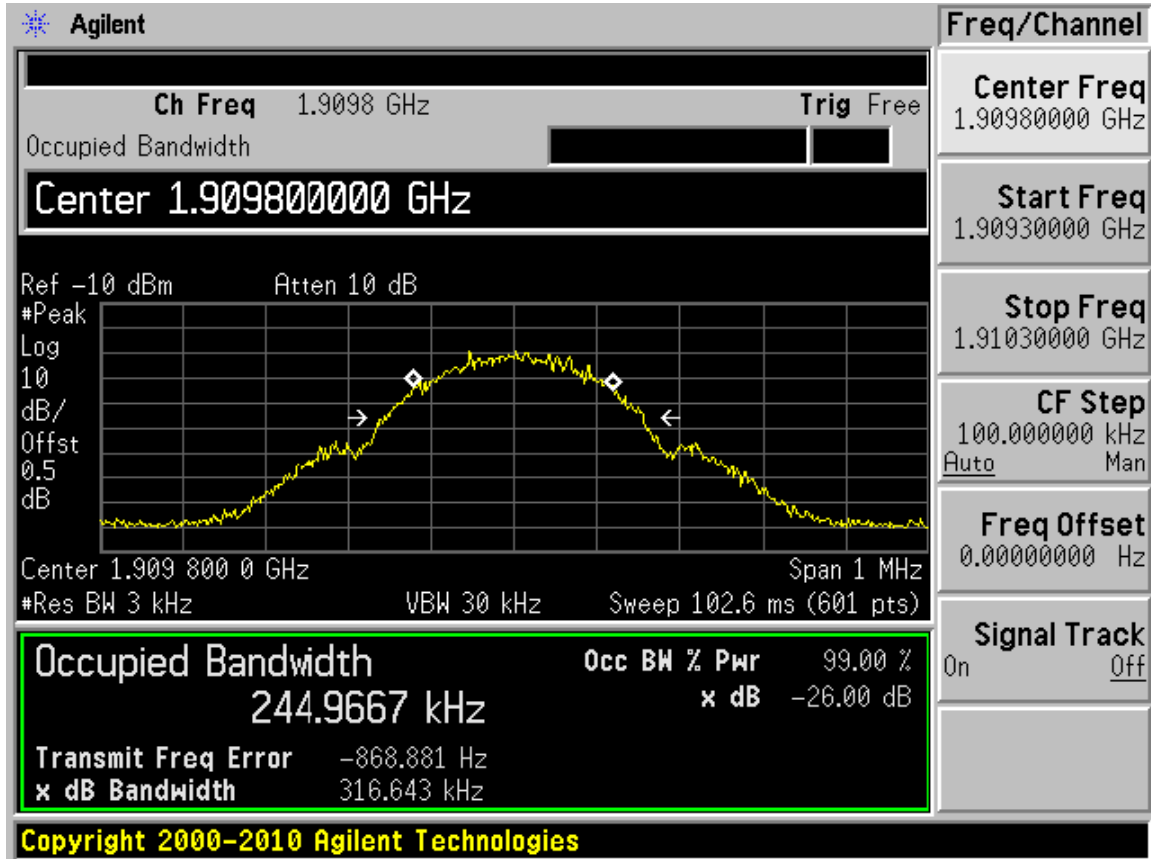 Agilent
Freq/Channel
Ch Freq 1.9098 GHz Trig Free
Occupied Bandwidth
Center 1.909800000 GHz
Ref -10 dBm Atten 10 dB
#Peak
Log
10
dB/
Offst
0.5
dB
Center 1.909 800 0 GHz Span 1 MHz
#Res BW 3 kHz VBW 30 kHz Sweep 102.6 ms (601 pts)
Occupied Bandwidth
244.9667 kHz
Occ BW % Pwr 99.00 %
x dB -26.00 dB
Transmit Freq Error -868.881 Hz
x dB Bandwidth 316.643 kHz
Copyright 2000-2010 Agilent Technologies
Center Freq
1.90980000 GHz
Start Freq
1.90930000 GHz
Stop Freq
1.91030000 GHz
CF Step
100.000000 kHz
Auto Man
Freq Offset
0.00000000 Hz
Signal Track
On Off